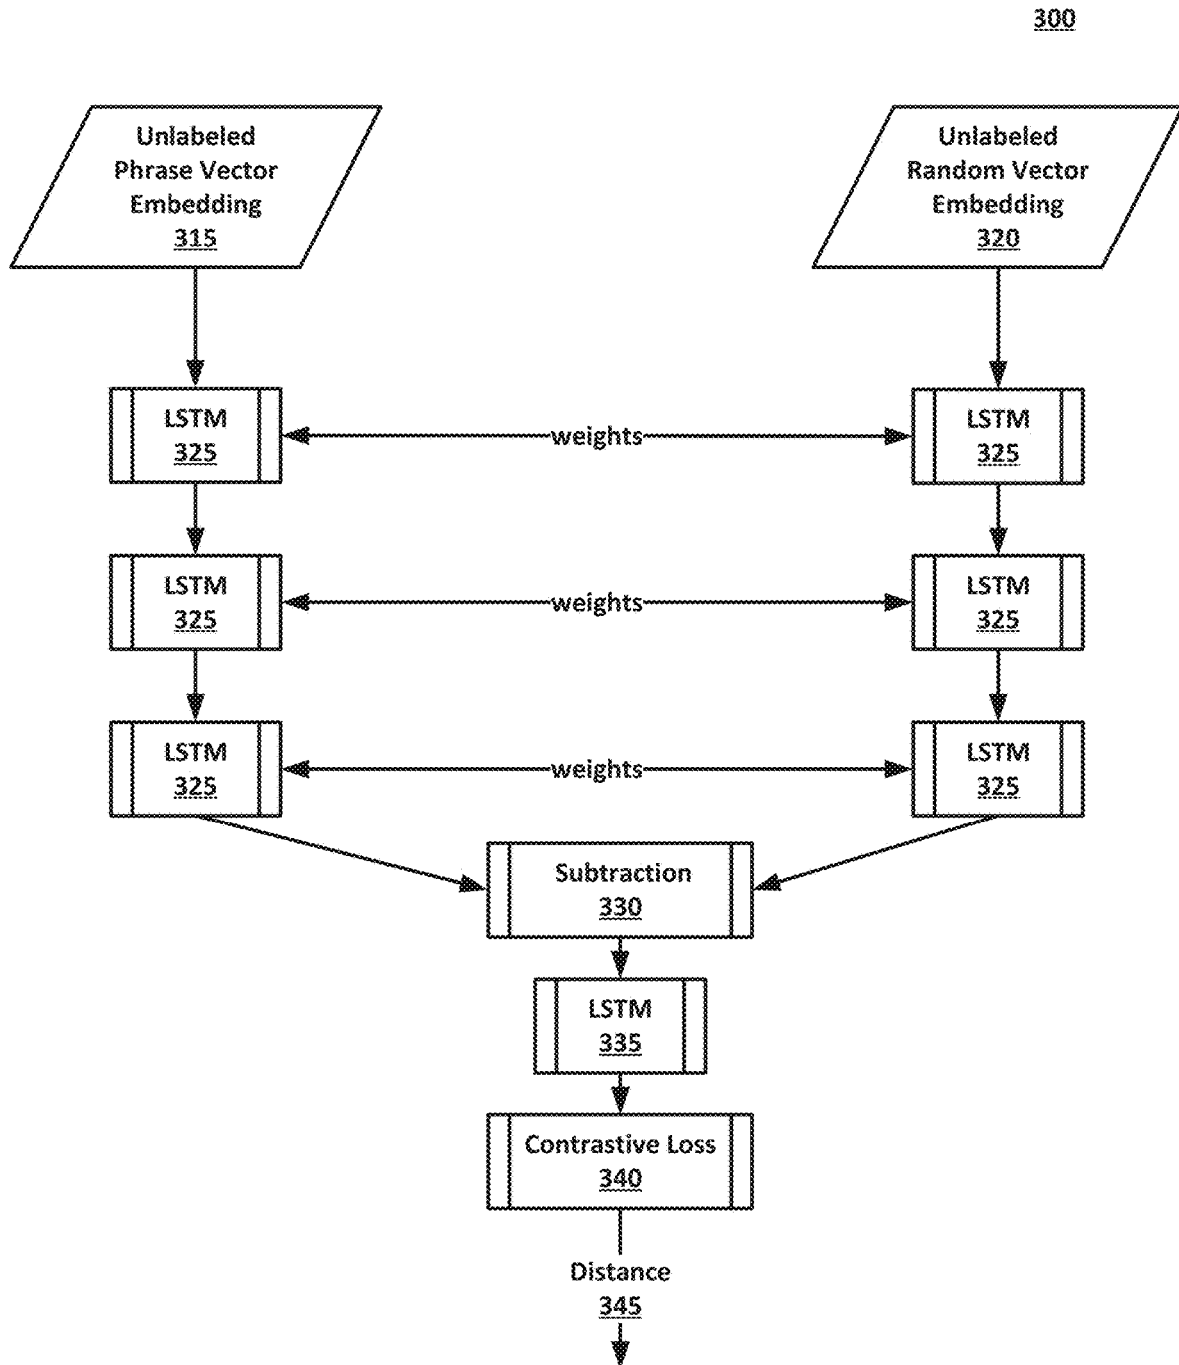 300
Unlabeled
Phrase Vector
Embedding
315
Unlabeled
Random Vector
Embedding
320
LSTM
325
weights
LSTM
325
LSTM
325
weights
LSTM
325
LSTM
325
weights
LSTM
325
Subtraction
330
LSTM
335
Contrastive Loss
340
Distance
345